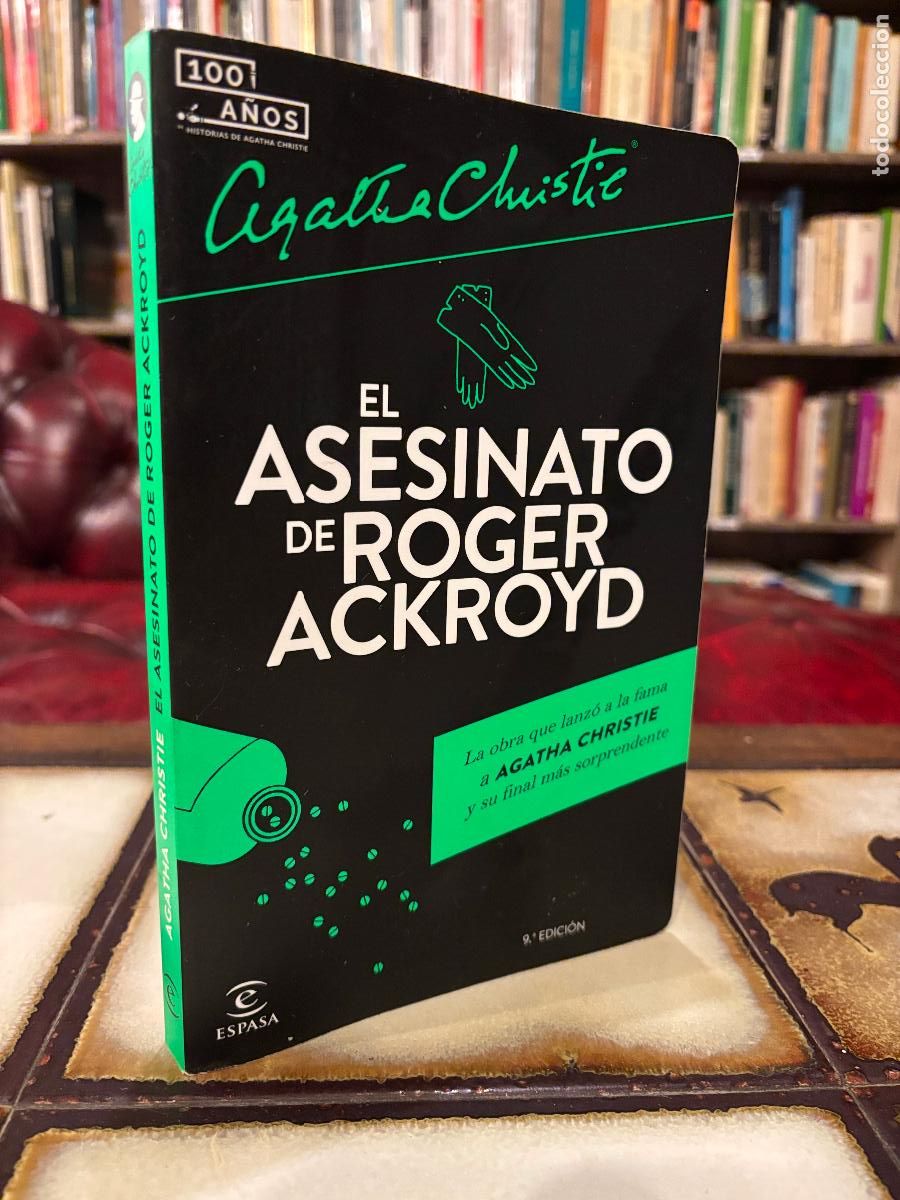 100
AÑOS
HISTORIAS DE AGATHA CHRISTIE
Agatha Christie®
EL
ASESINATO
DE ROGER
ACKROYD
La obra que lanzó a la fama
a AGATHA CHRISTIE
y su final más sorprendente
9.ª EDICIÓN
e
ESPASA
AGATHA CHRISTIE EL ASESINATO DE ROGER ACKROYD
todocoleccion